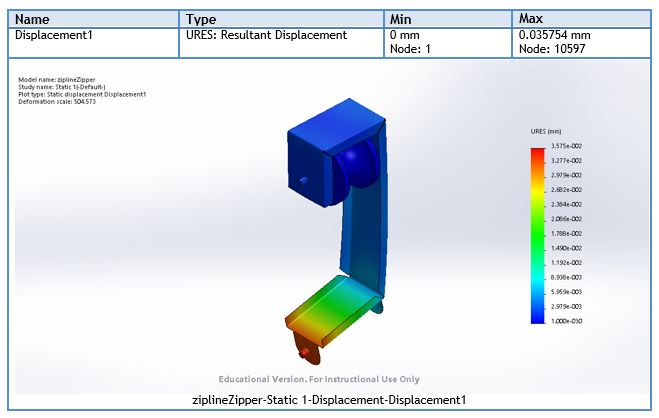 Name Type Min Max
Displacement1 URES: Resultant Displacement 0 mm 0.035754 mm
Node: 1 Node: 10597
Model name: ziplineZipper
Study name: Static 1(-Default-)
Plot type: Static displacement Displacement1
Deformation scale: 504.573
URES (mm)
3.575e-002
3.277e-002
2.979e-002
2.682e-002
2.384e-002
2.086e-002
1.788e-002
1.490e-002
1.192e-002
8.938e-003
5.959e-003
2.979e-003
1.000e-030
Educational Version. For Instructional Use Only
ziplineZipper-Static 1-Displacement-Displacement1